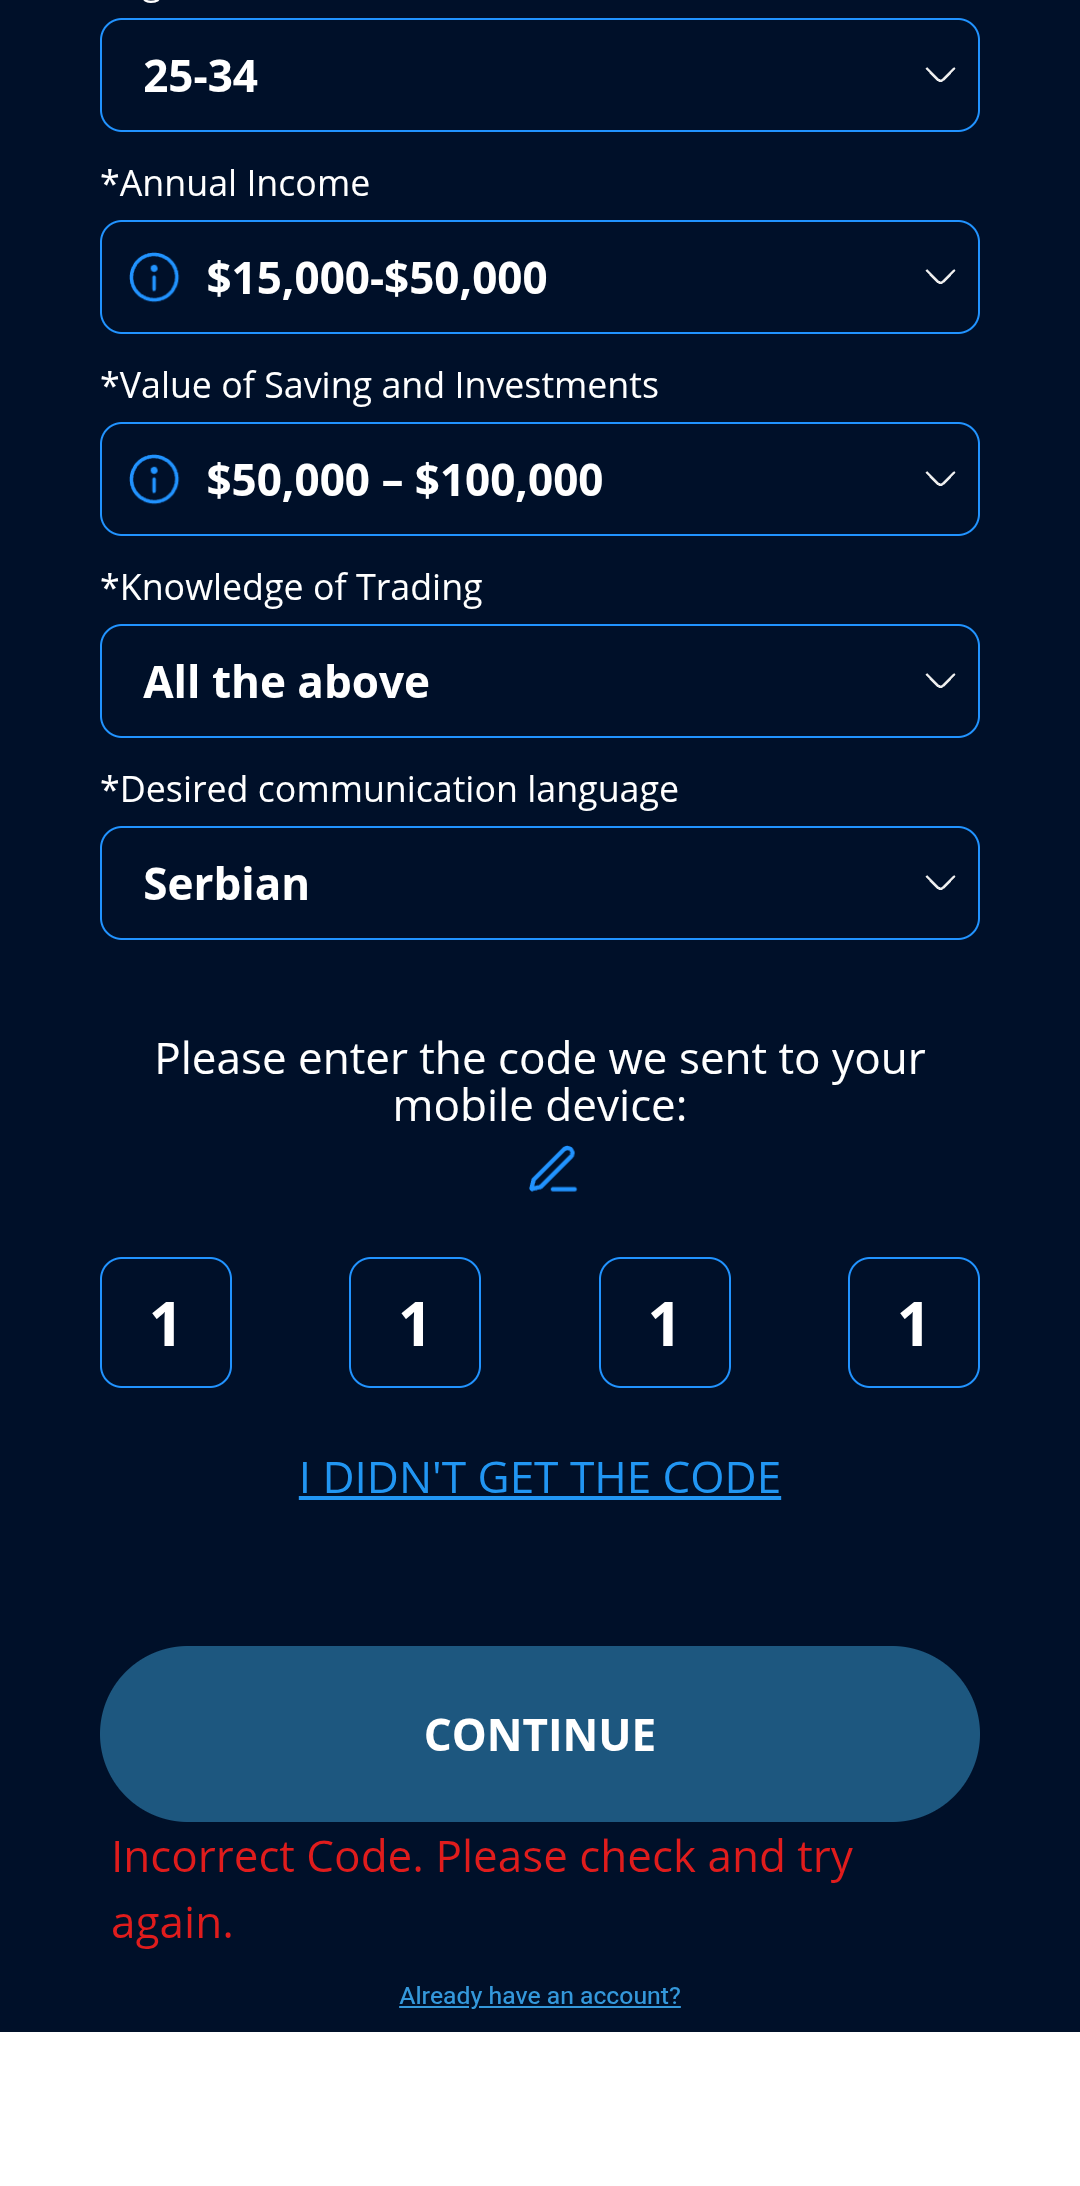 25-34
*Annual Income
$15,000-$50,000
*Value of Saving and Investments
$50,000 – $100,000
*Knowledge of Trading
All the above
*Desired communication language
Serbian
Please enter the code we sent to your
mobile device:
1 1 1 1
I DIDN'T GET THE CODE
CONTINUE
Incorrect Code. Please check and try
again.
Already have an account?